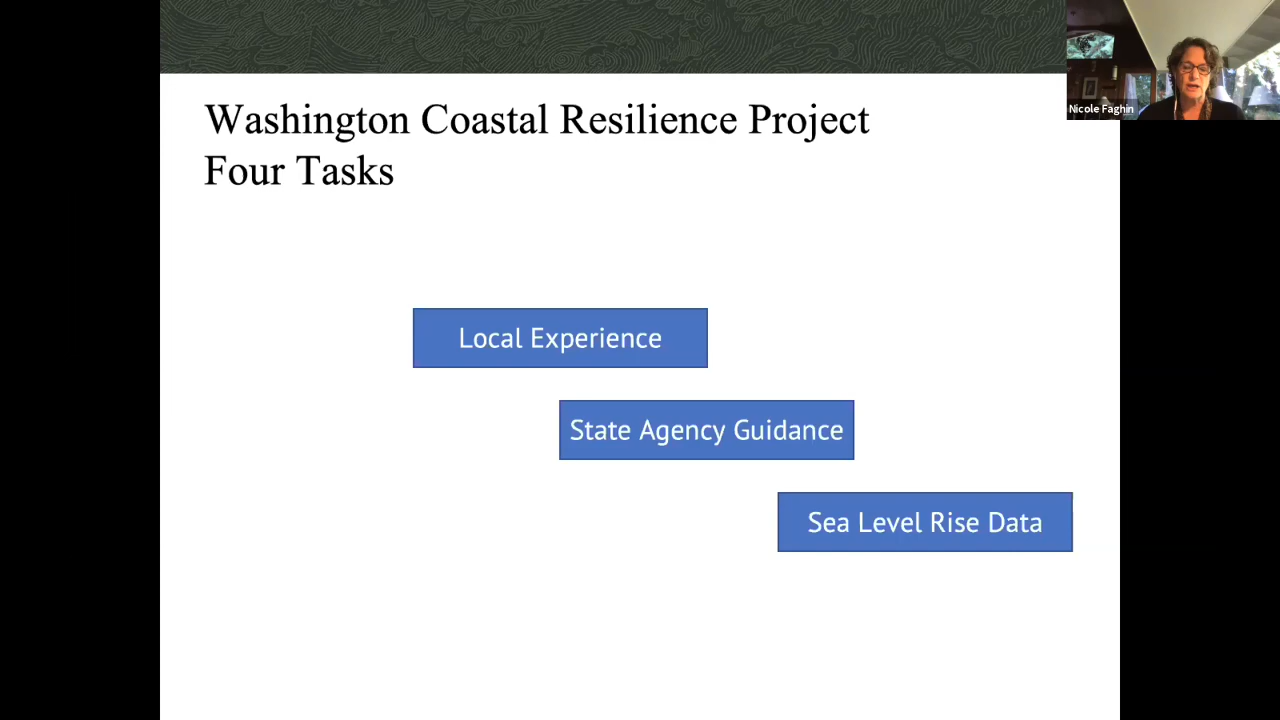 Washington Coastal Resilience Project
Four Tasks
Nicole Faghin
Local Experience
State Agency Guidance
Sea Level Rise Data